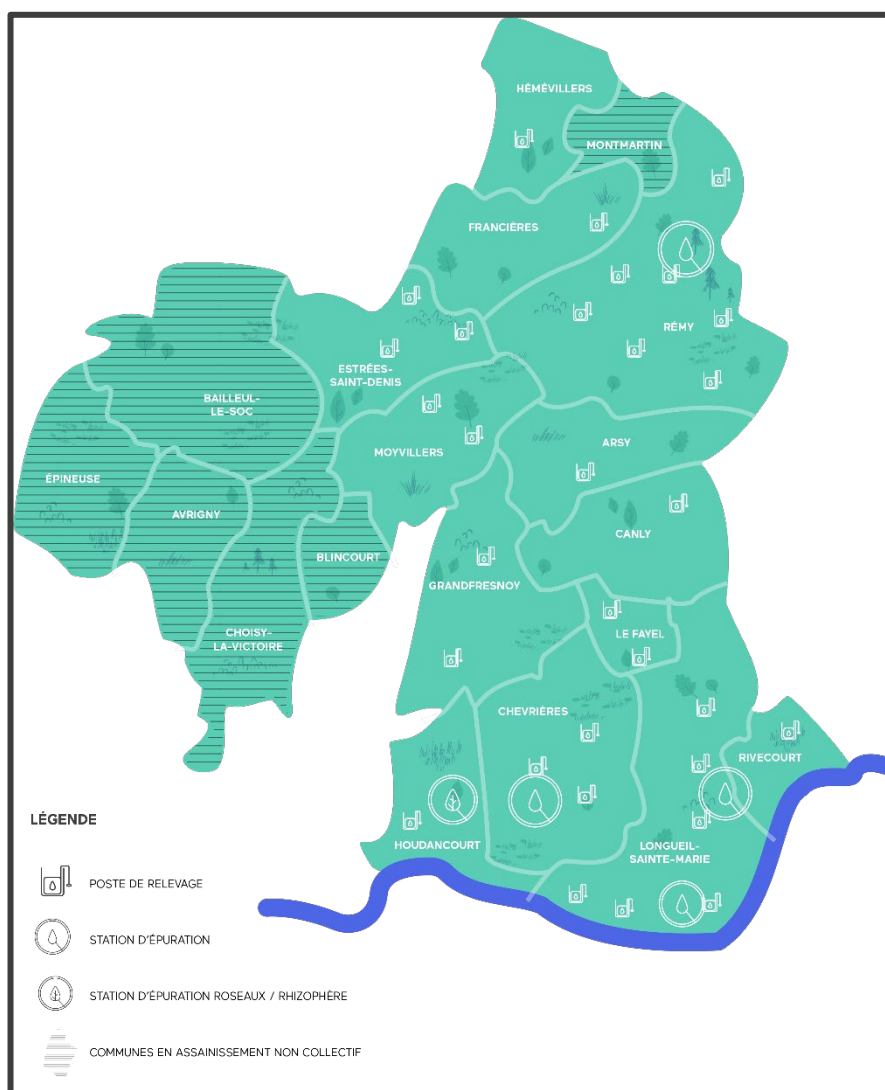 HÉMÉVILLERS
MONTMARTIN
FRANCIÈRES
RÉMY
ESTRÉES-
SAINT-DENIS
BAILLEUL-
LE-SOC
MOYVILLERS
ARSY
ÉPINEUSE
AVRIGNY
CANLY
BLINCOURT
GRANDFRESNOY
CHOISY-
LA-VICTOIRE
LE FAYEL
CHEVRIÈRES
RIVECOURT
HOUDANCOURT
LONGUEIL-
SAINTE-MARIE
LÉGENDE
POSTE DE RELEVAGE
STATION D'ÉPURATION
STATION D'ÉPURATION ROSEAUX / RHIZOPHÈRE
COMMUNES EN ASSAINISSEMENT NON COLLECTIF